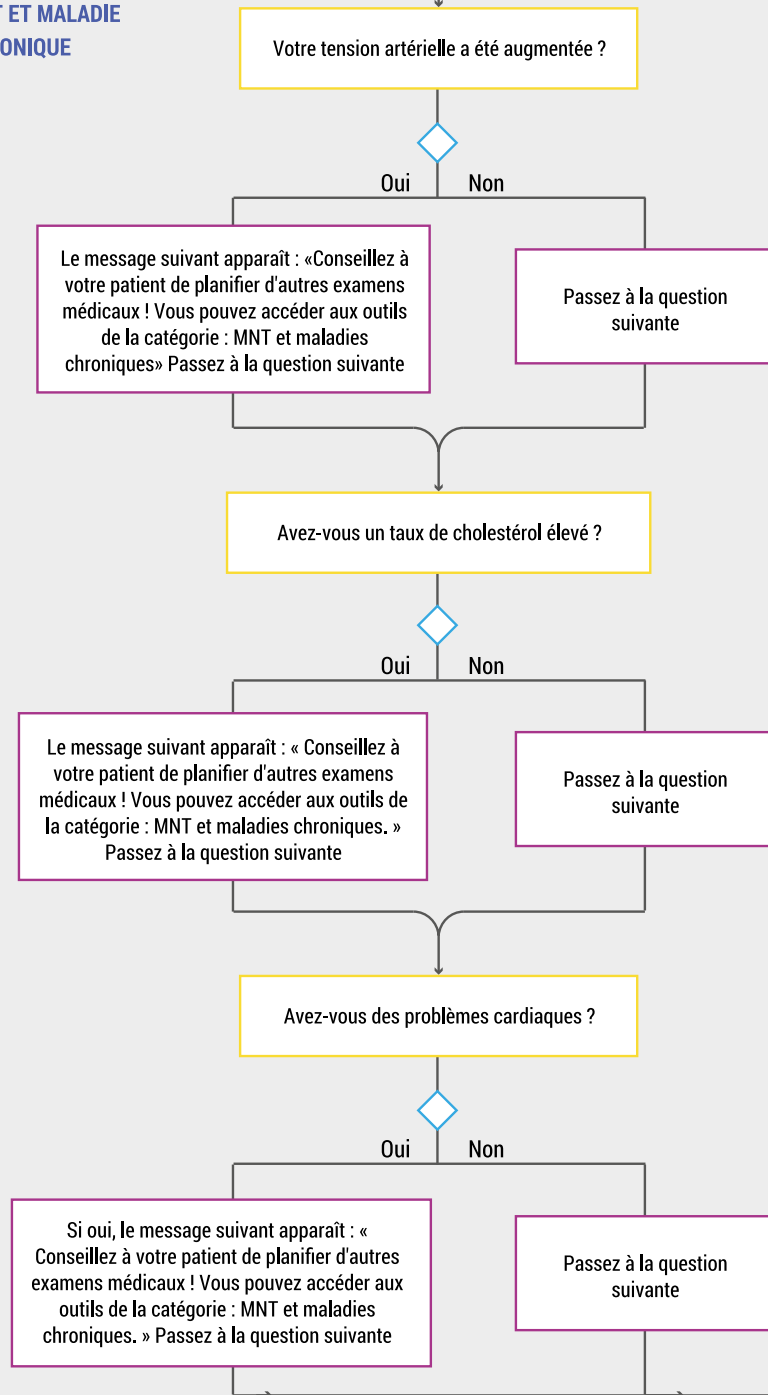 T ET MALADIE
ONIQUE
Votre tension artérielle a été augmentée ?
Oui
Non
Le message suivant apparaît : «Conseillez à
votre patient de planifier d'autres examens
médicaux ! Vous pouvez accéder aux outils
de la catégorie : MNT et maladies
chroniques» Passez à la question suivante
Passez à la question
suivante
Avez-vous un taux de cholestérol élevé ?
Oui
Non
Le message suivant apparaît : « Conseillez à
votre patient de planifier d'autres examens
médicaux ! Vous pouvez accéder aux outils de
la catégorie : MNT et maladies chroniques. »
Passez à la question suivante
Passez à la question
suivante
Avez-vous des problèmes cardiaques ?
Oui
Non
Si oui, le message suivant apparaît : «
Conseillez à votre patient de planifier d'autres
examens médicaux ! Vous pouvez accéder aux
outils de la catégorie : MNT et maladies
chroniques. » Passez à la question suivante
Passez à la question
suivante